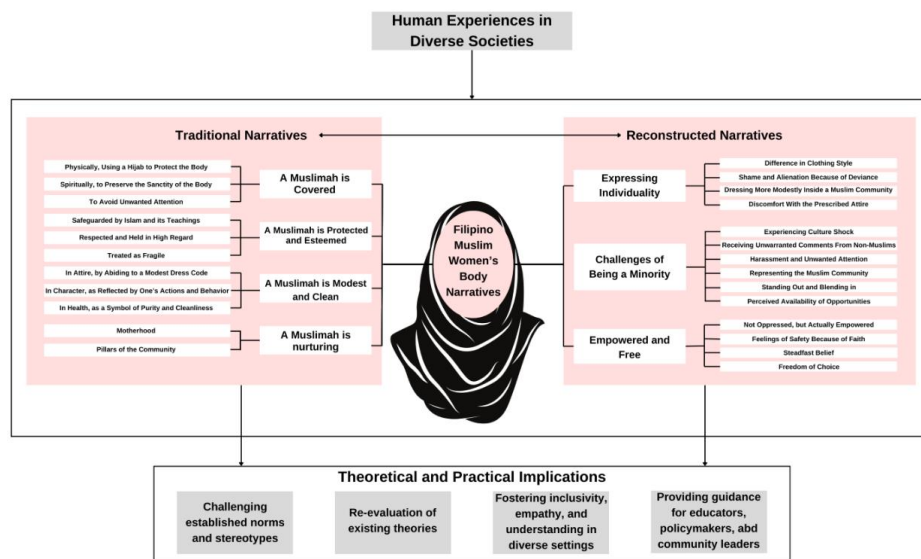 Human Experiences in
Diverse Societies
Traditional Narratives
Physically, Using a Hijab to Protect the Body
Spiritually, to Preserve the Sanctity of the Body
To Avoid Unwanted Attention
A Muslimah is
Covered
Safeguarded by Islam and its Teachings
Respected and Held in High Regard
Treated as Fragile
A Muslimah is Protected
and Esteemed
In Attire, by Abiding to a Modest Dress Code
In Character, as Reflected by One's Actions and Behavior
In Health, as a Symbol of Purity and Cleanliness
A Muslimah is Modest
and Clean
Motherhood
Pillars of the Community
A Muslimah is
nurturing
Filipino
Muslim
Women's
Body
Narratives
Reconstructed Narratives
Expressing
Individuality
Difference in Clothing Style
Shame and Alienation Because of Deviance
Dressing More Modestly Inside a Muslim Community
Discomfort With the Prescribed Attire
Challenges of
Being a Minority
Experiencing Culture Shock
Receiving Unwarranted Comments From Non-Muslims
Harassment and Unwanted Attention
Representing the Muslim Community
Standing Out and Blending in
Perceived Availability of Opportunities
Empowered and
Free
Not Oppressed, but Actually Empowered
Feelings of Safety Because of Faith
Steadfast Belief
Freedom of Choice
Theoretical and Practical Implications
Challenging
established norms
and stereotypes
Re-evaluation of
existing theories
Fostering inclusivity,
empathy, and
understanding in
diverse settings
Providing guidance
for educators,
policymakers, abd
community leaders